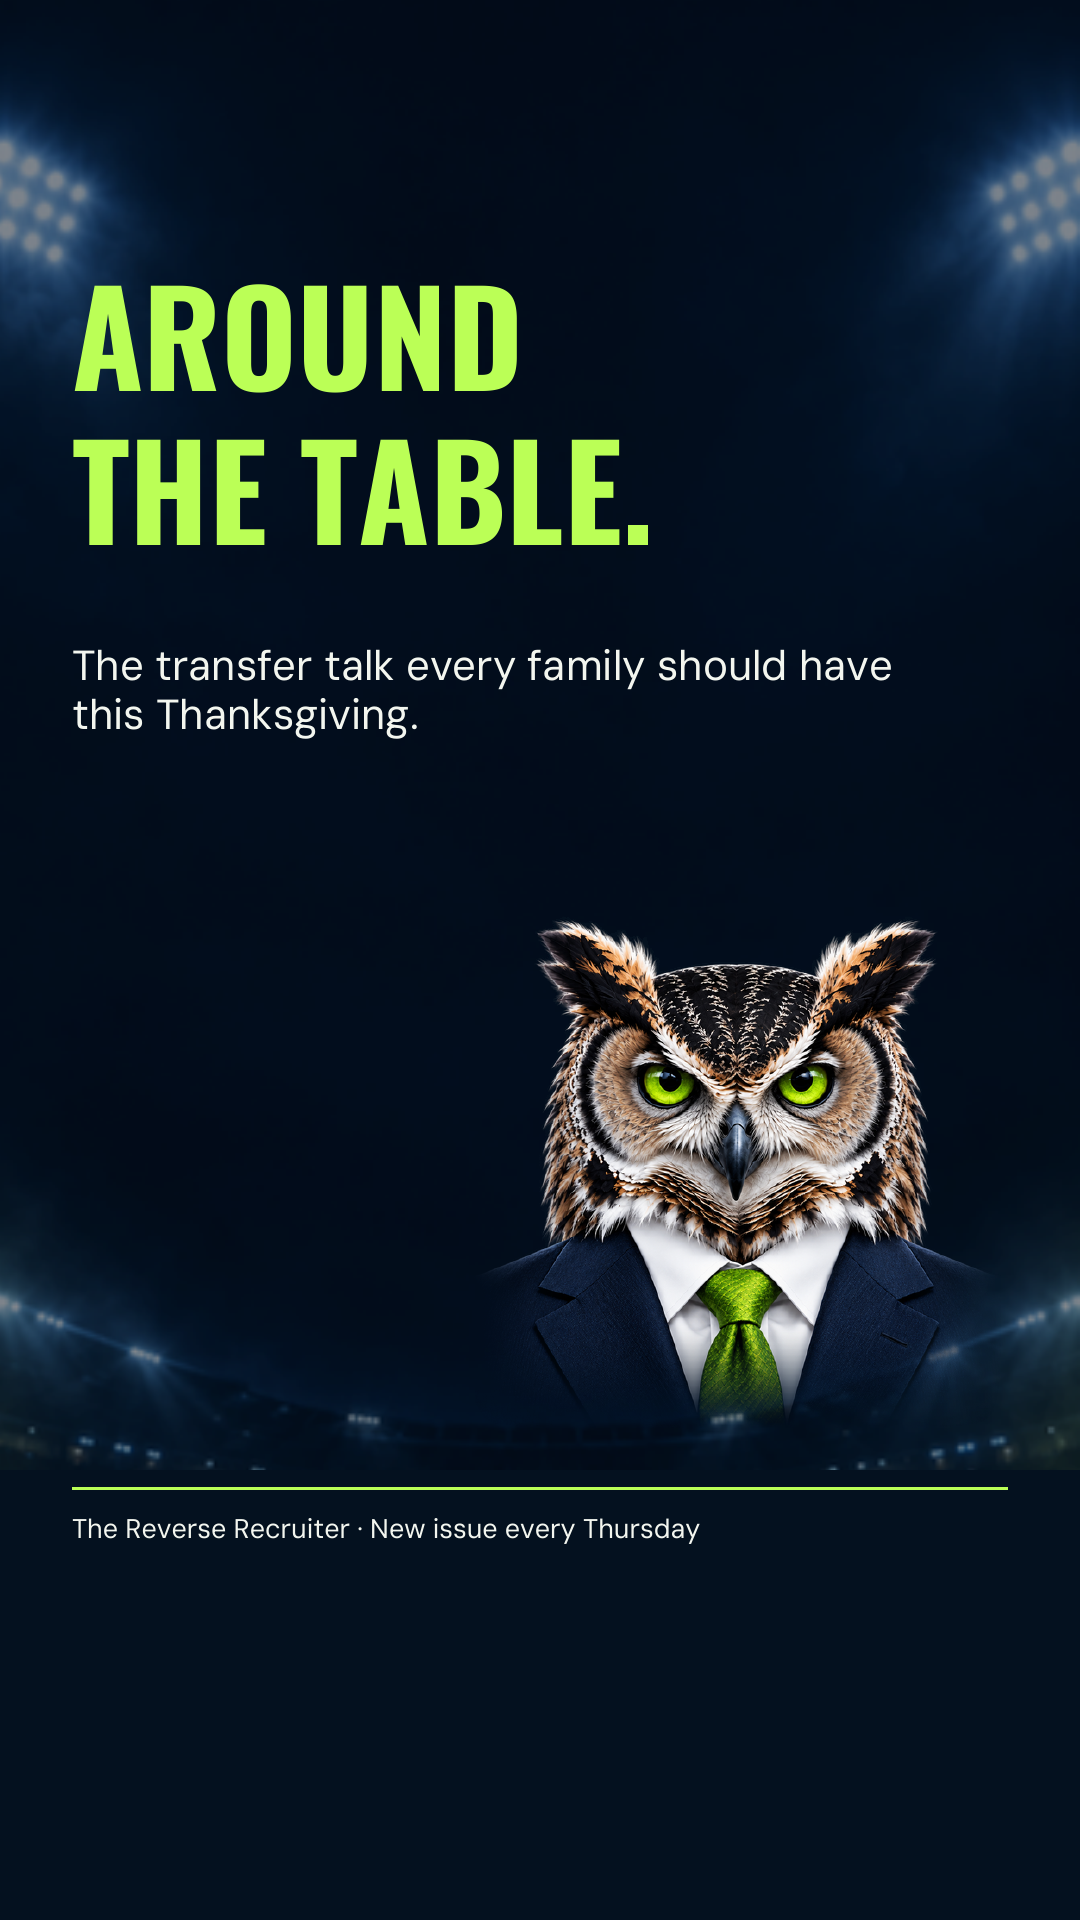 AROUND
THE TABLE.
The transfer talk every family should have
this Thanksgiving.
The Reverse Recruiter · New issue every Thursday